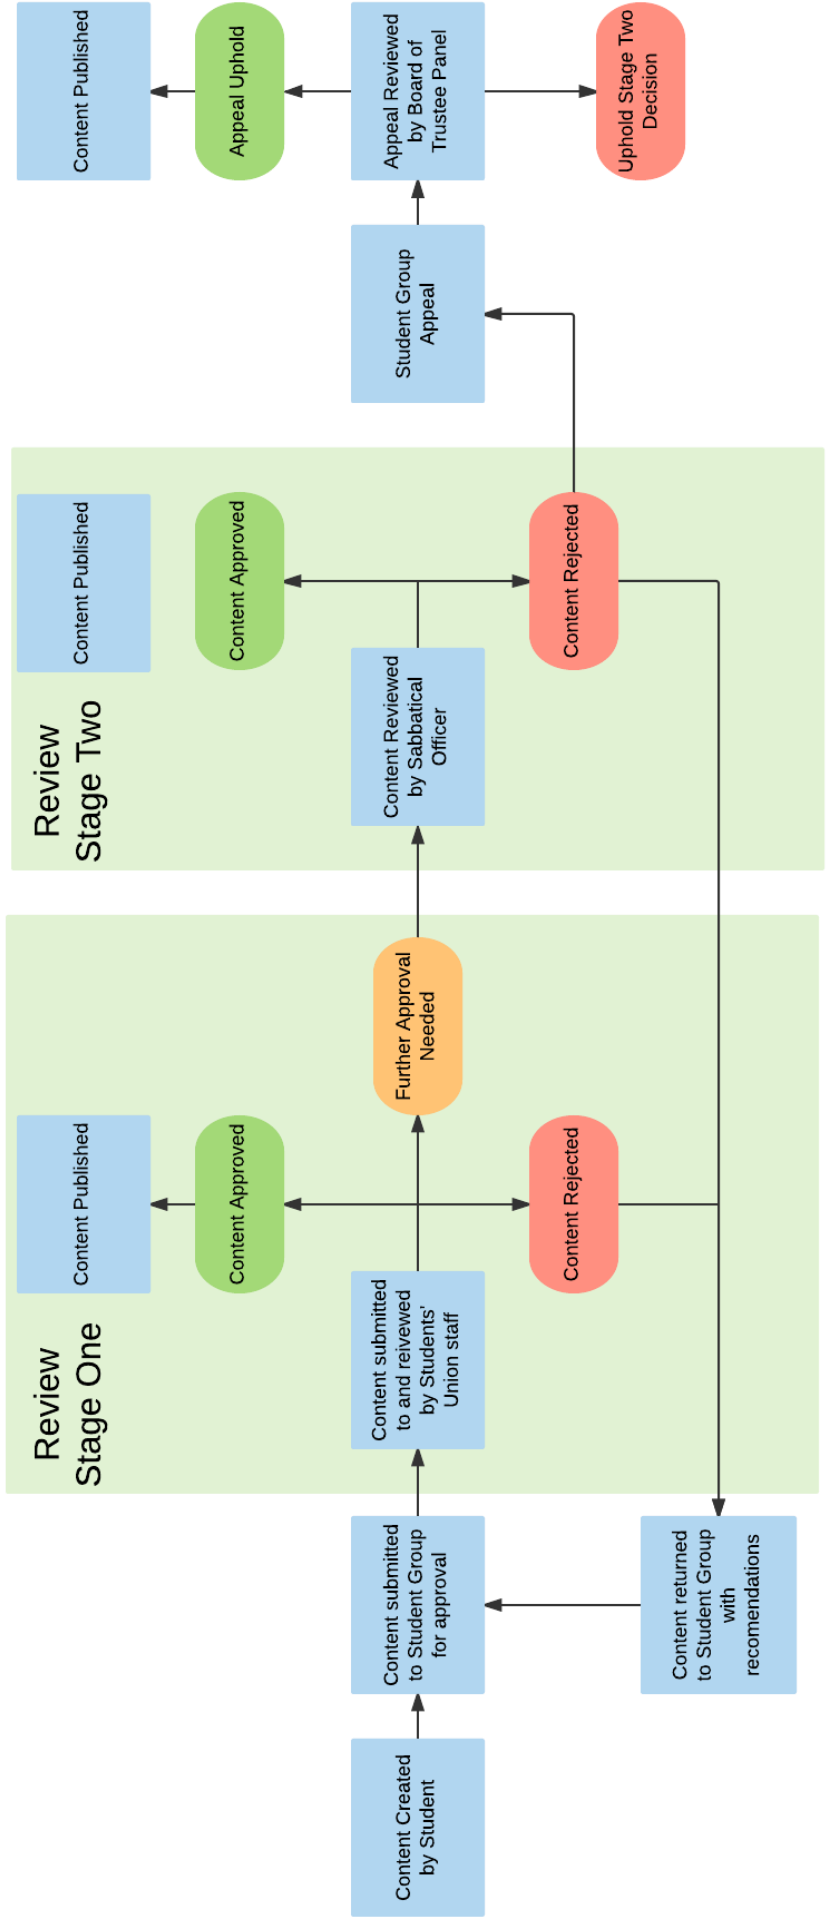 Content Created
by Student
Content submitted
to Student Group
for approval
Content returned
to Student Group
with
recomendations
Review
Stage One
Content submitted
to and reivewed
by Students'
Union staff
Content Published
Content Approved
Content Rejected
Further Approval
Needed
Review
Stage Two
Content Reviewed
by Sabbatical
Officer
Content Published
Content Approved
Content Rejected
Student Group
Appeal
Content Published
Appeal Uphold
Appeal Reviewed
by Board of
Trustee Panel
Uphold Stage Two
Decision